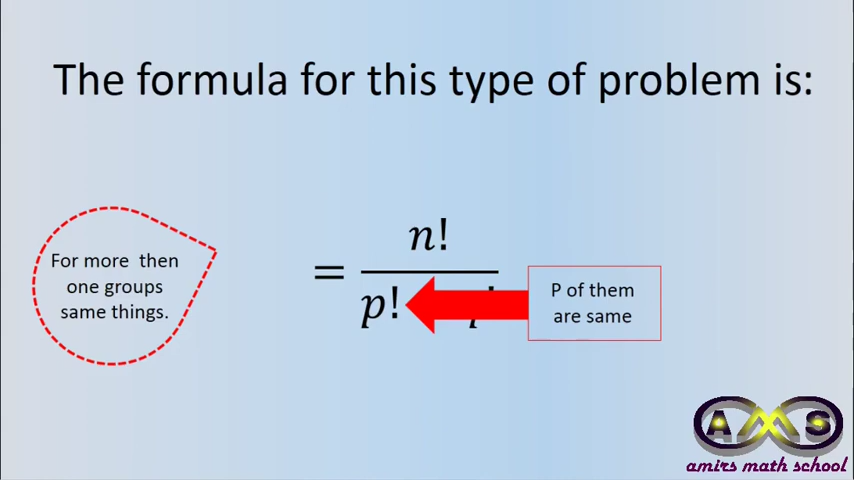 The formula for this type of problem is:
For more then
one groups
same things.
= n!
p!
P of them
are same
AMS
amirs math school